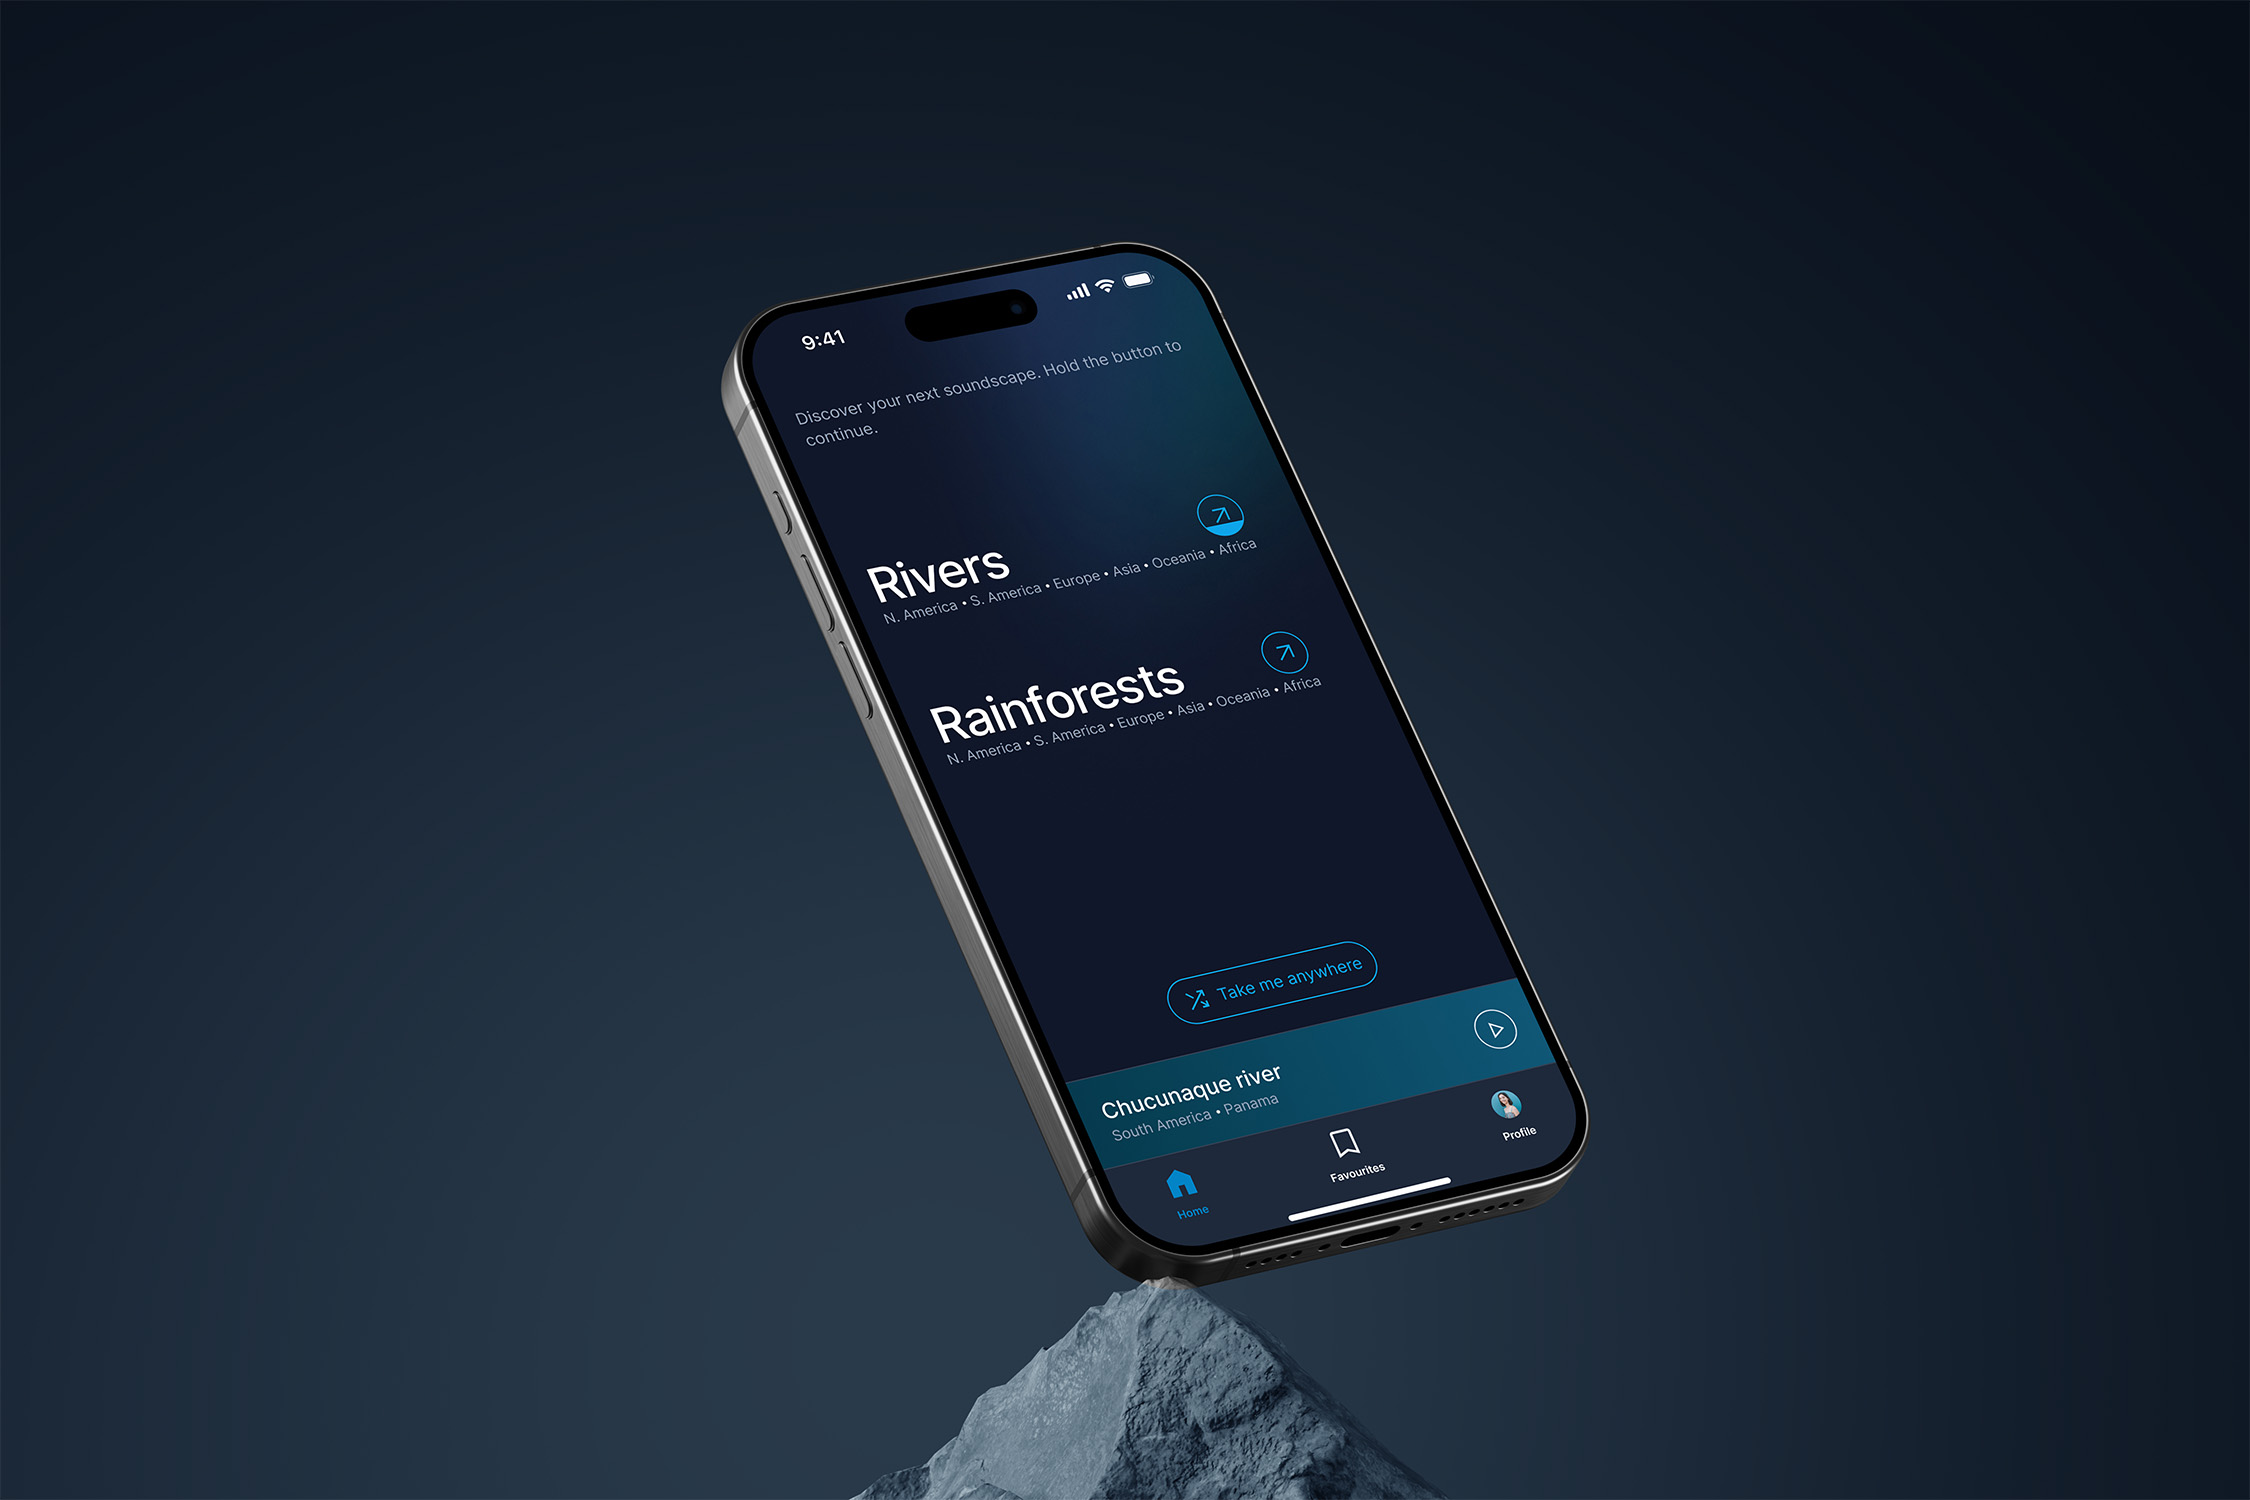 9:41
Discover your next soundscape. Hold the button to
continue.
Rivers
N. America • S. America • Europe • Asia • Oceania • Africa
Rainforests
N. America • S. America • Europe • Asia • Oceania • Africa
Take me anywhere
Chucunaque river
South America • Panama
Home
Favourites
Profile